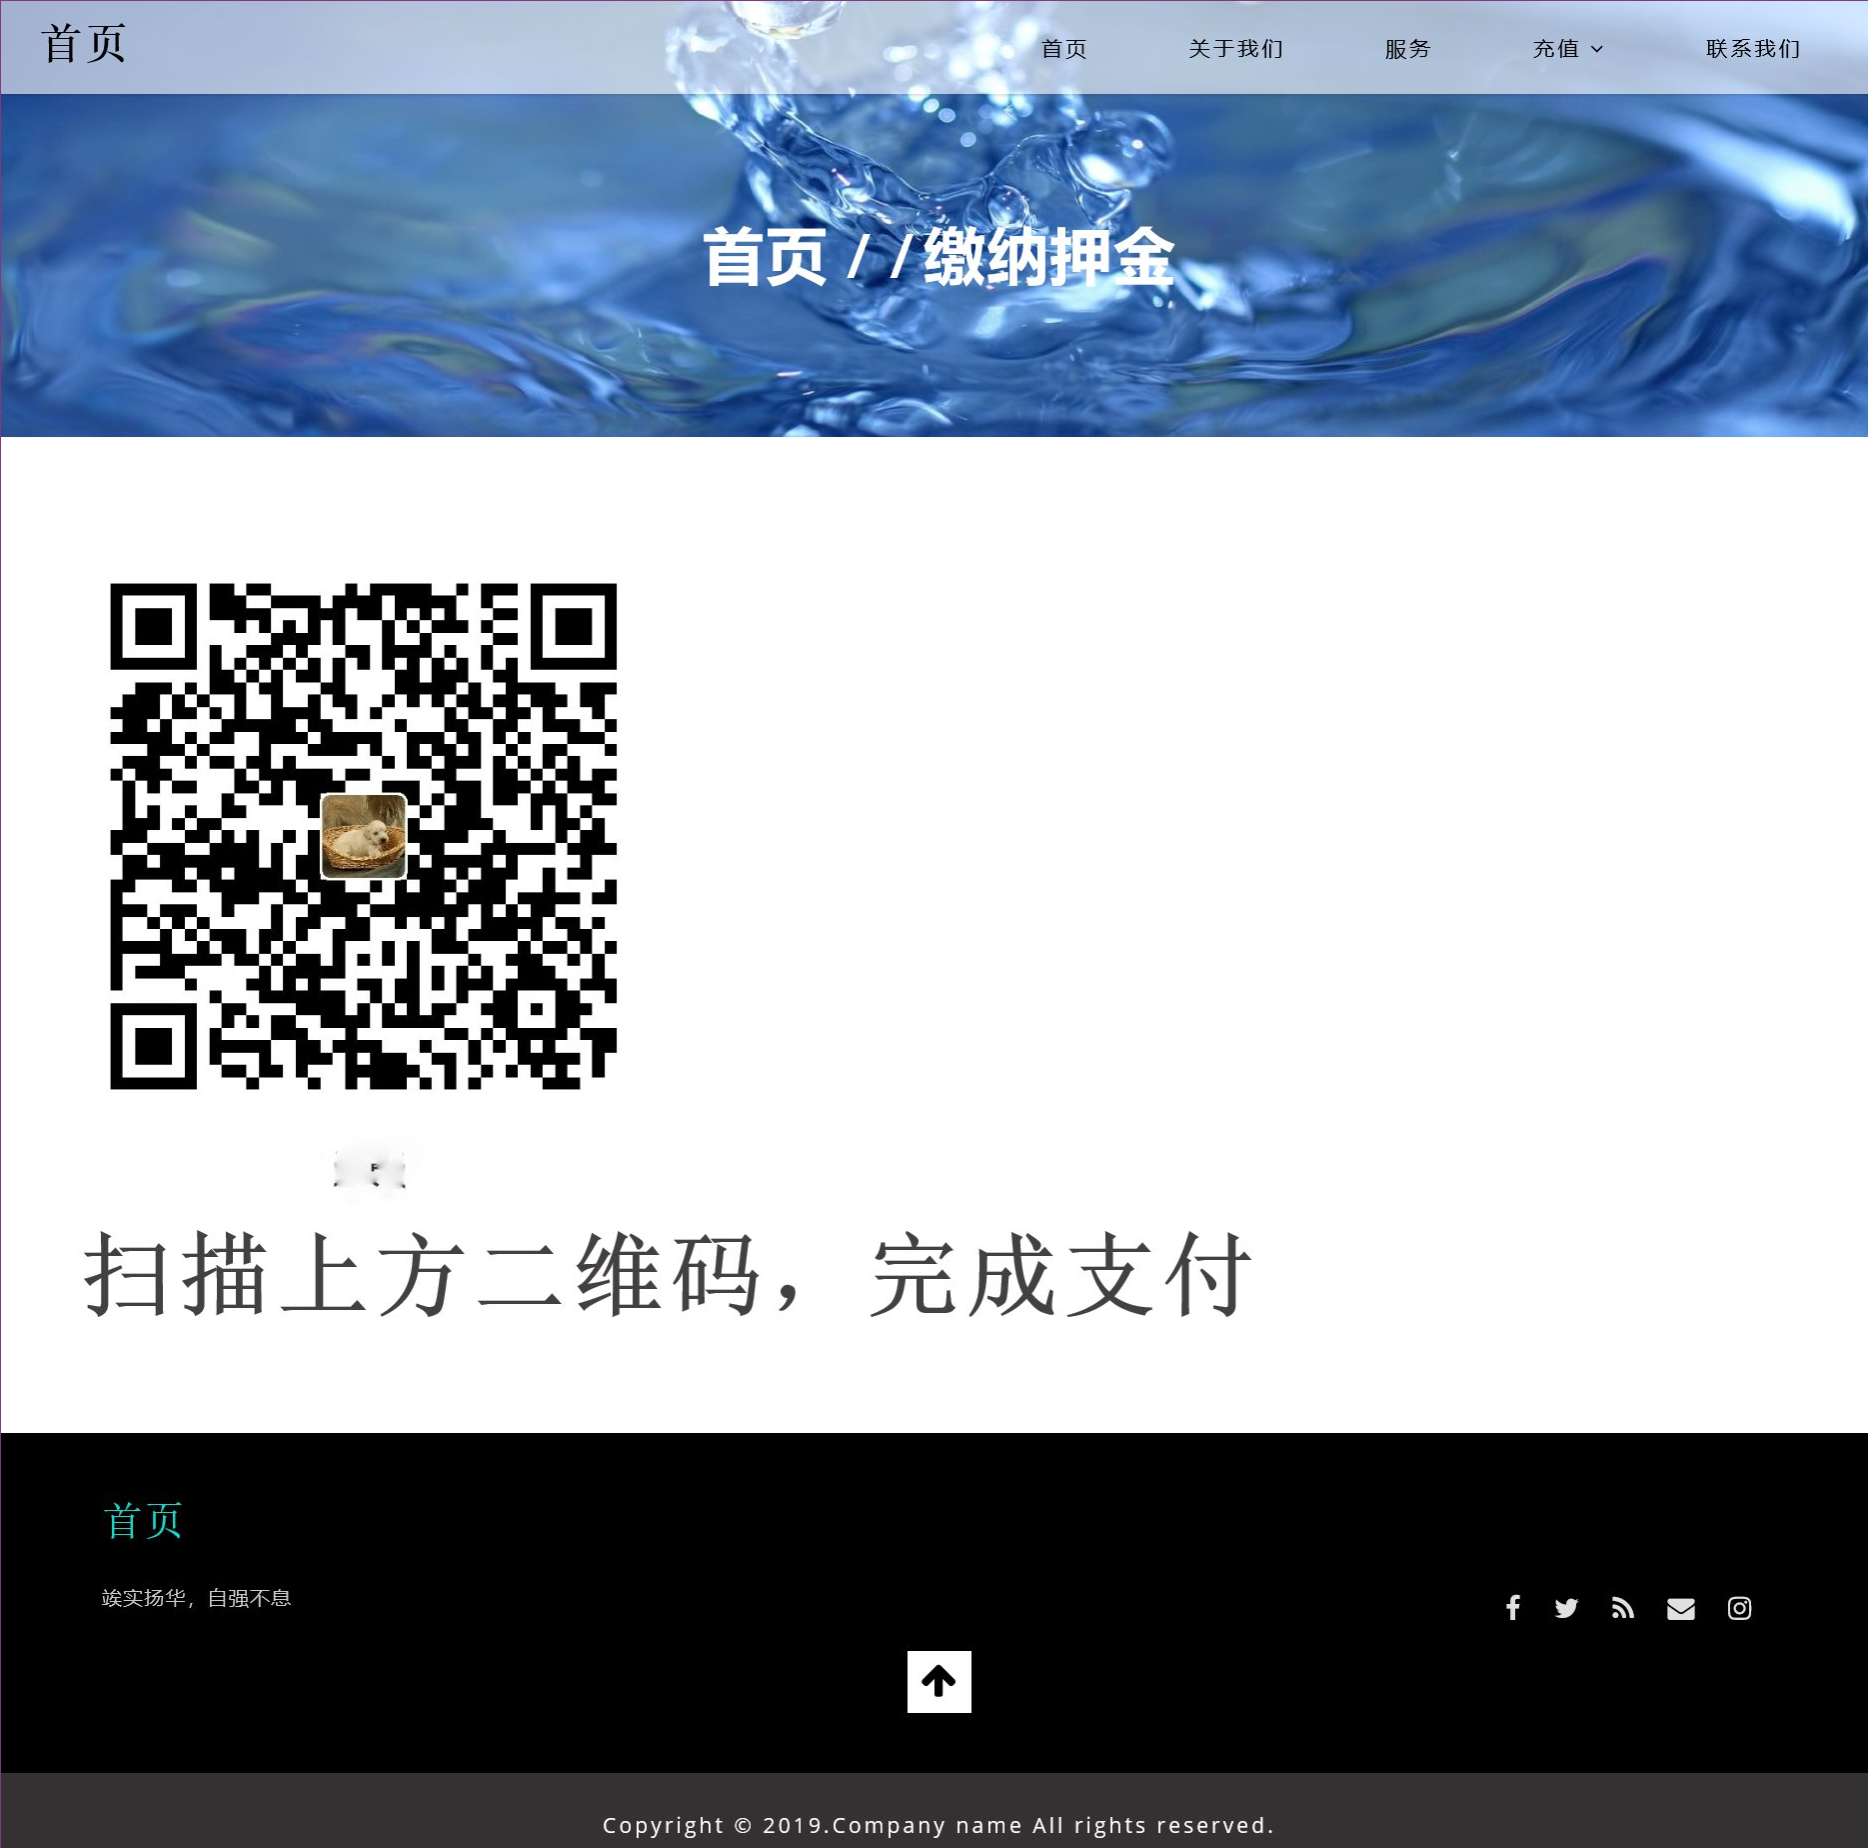 首页
首页 关于我们 服务 充值 联系我们
首页 / /缴纳押金
扫描上方二维码，完成支付
首页
竢实扬华，自强不息
Copyright © 2019.Company name All rights reserved.